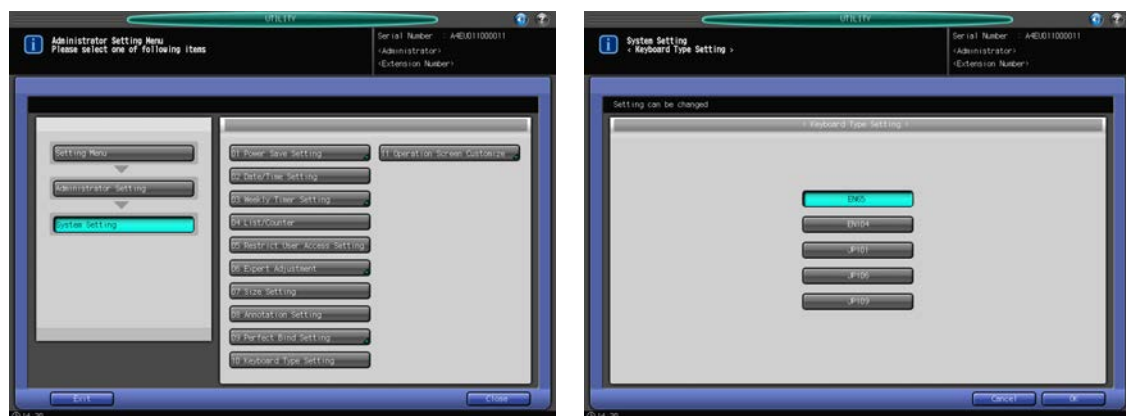 UTILITY
Administrator Setting Menu
Please select one of following items
Serial Number : A4EU011000011
<Administrator>
<Extension Number>
Setting Menu
Administrator Setting
System Setting
01 Power Save Setting
02 Date/Time Setting
03 Weekly Timer Setting
04 List/Counter
05 Restrict User Access Setting
06 Expert Adjustment
07 Size Setting
08 Annotation Setting
09 Perfect Bind Setting
10 Keyboard Type Setting
11 Operation Screen Customize
Exit
Close
UTILITY
System Setting
< Keyboard Type Setting >
Serial Number : A4EU011000011
<Administrator>
<Extension Number>
Setting can be changed
< Keyboard Type Setting >
EN65
EN104
JP101
JP106
JP109
Cancel
OK